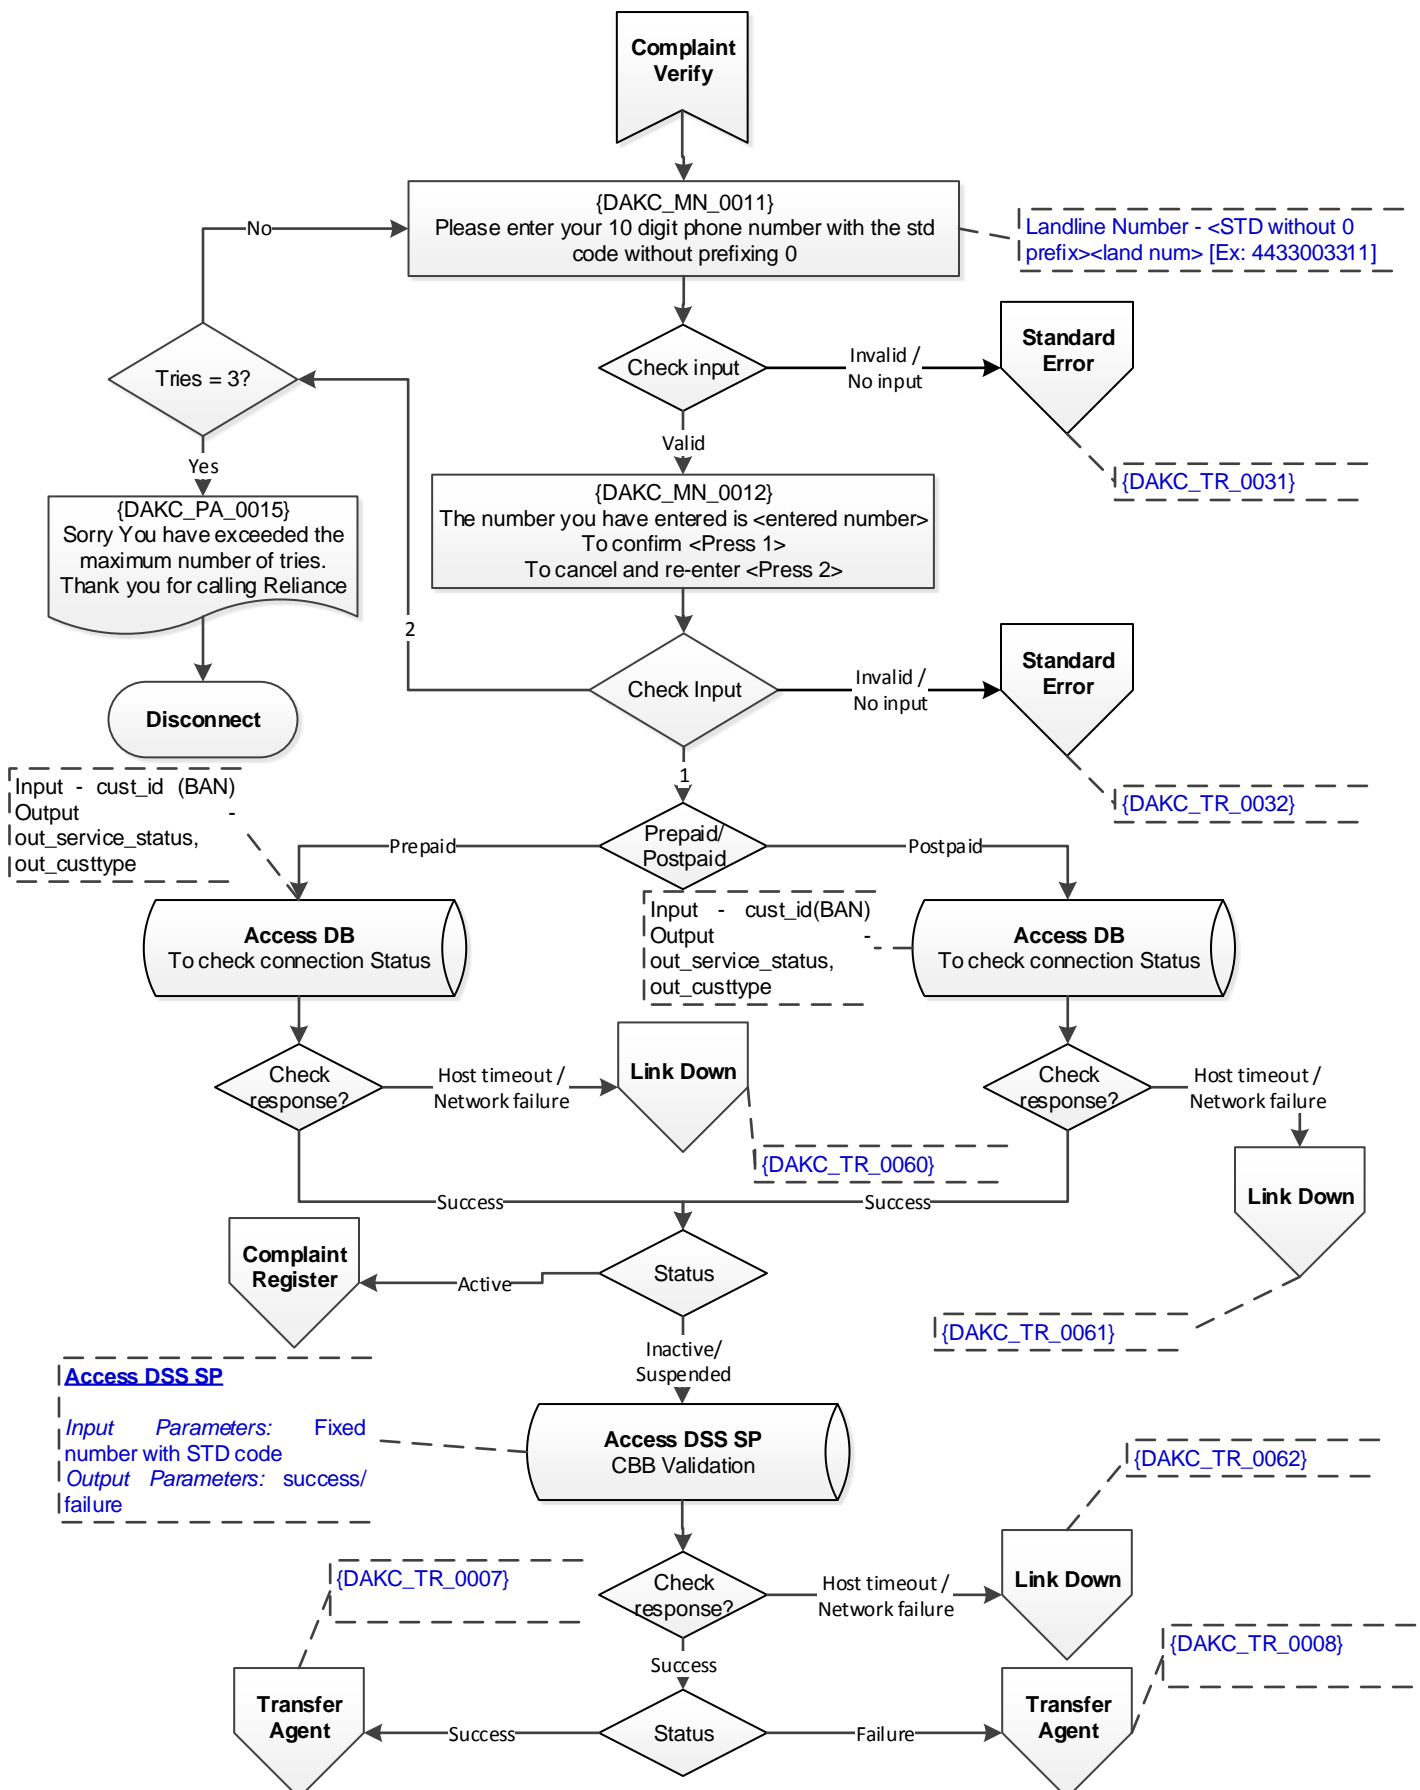 Complaint
Verify
{DAKC_MN_0011}
Please enter your 10 digit phone number with the std
code without prefixing 0
Landline Number - <STD without 0
prefix><land num> [Ex: 4433003311]
No
Tries = 3?
Check input
Invalid /
No input
Standard
Error
{DAKC_TR_0031}
Valid
Yes
{DAKC_PA_0015}
Sorry You have exceeded the
maximum number of tries.
Thank you for calling Reliance
{DAKC_MN_0012}
The number you have entered is <entered number>
To confirm <Press 1>
To cancel and re-enter <Press 2>
2
Disconnect
Check Input
Invalid /
No input
Standard
Error
{DAKC_TR_0032}
1
Input - cust_id (BAN)
Output -
out_service_status,
out_custtype
Prepaid
Prepaid/
Postpaid
Postpaid
Input - cust_id(BAN)
Output -
out_service_status,
out_custtype
Access DB
To check connection Status
Access DB
To check connection Status
Check
response?
Host timeout /
Network failure
Link Down
{DAKC_TR_0060}
Check
response?
Host timeout /
Network failure
Link Down
{DAKC_TR_0061}
Success
Success
Complaint
Register
Active
Status
Inactive/
Suspended
Access DSS SP
Input Parameters: Fixed
number with STD code
Output Parameters: success/
failure
Access DSS SP
CBB Validation
{DAKC_TR_0062}
{DAKC_TR_0007}
Check
response?
Host timeout /
Network failure
Link Down
{DAKC_TR_0008}
Success
Transfer
Agent
Success
Status
Failure
Transfer
Agent